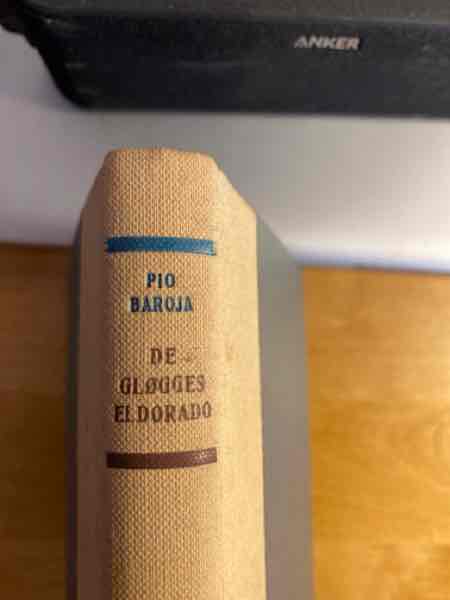 ANKER
PIO
BAROJA
DE
GLØGGES
ELDORADO